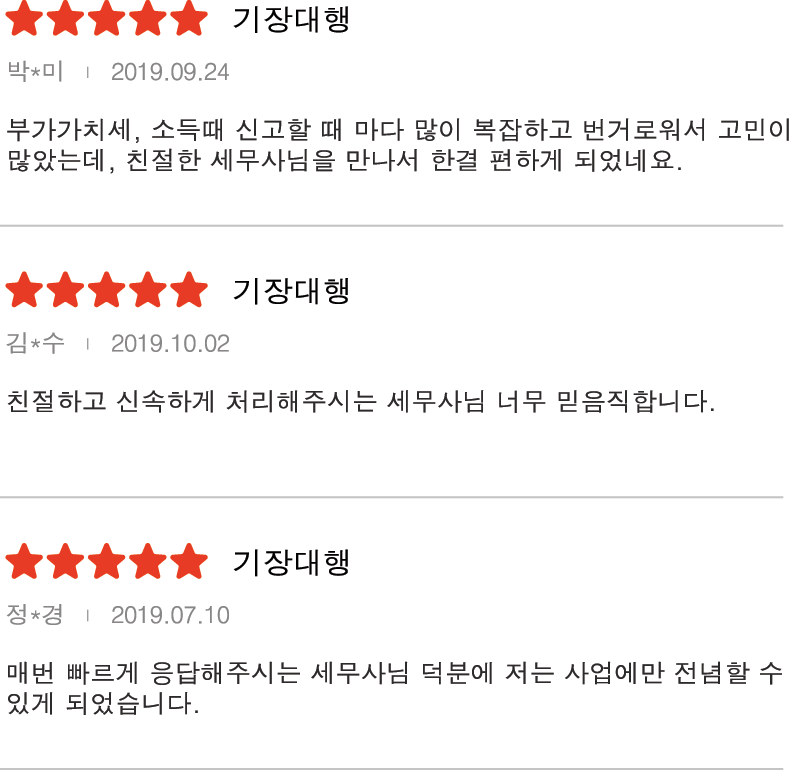 기장대행
박*미 | 2019.09.24
부가가치세, 소득때 신고할 때 마다 많이 복잡하고 번거로워서 고민이
많았는데, 친절한 세무사님을 만나서 한결 편하게 되었네요.
기장대행
김*수 | 2019.10.02
친절하고 신속하게 처리해주시는 세무사님 너무 믿음직합니다.
기장대행
정*경 | 2019.07.10
매번 빠르게 응답해주시는 세무사님 덕분에 저는 사업에만 전념할 수
있게 되었습니다.